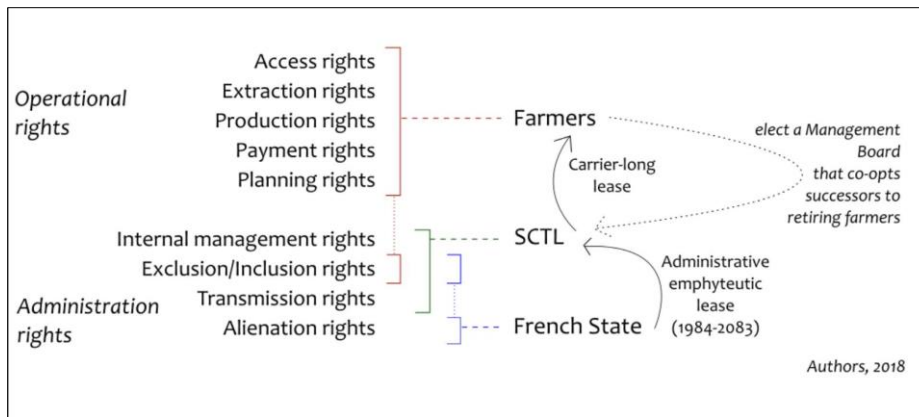 Operational
rights
Access rights
Extraction rights
Production rights
Payment rights
Planning rights
Administration
rights
Internal management rights
Exclusion/Inclusion rights
Transmission rights
Alienation rights
Farmers
Carrier-long
lease
SCTL
Administrative
emphyteutic
lease
(1984-2083)
French State
elect a Management
Board
that co-opts
successors to
retiring farmers
Authors, 2018